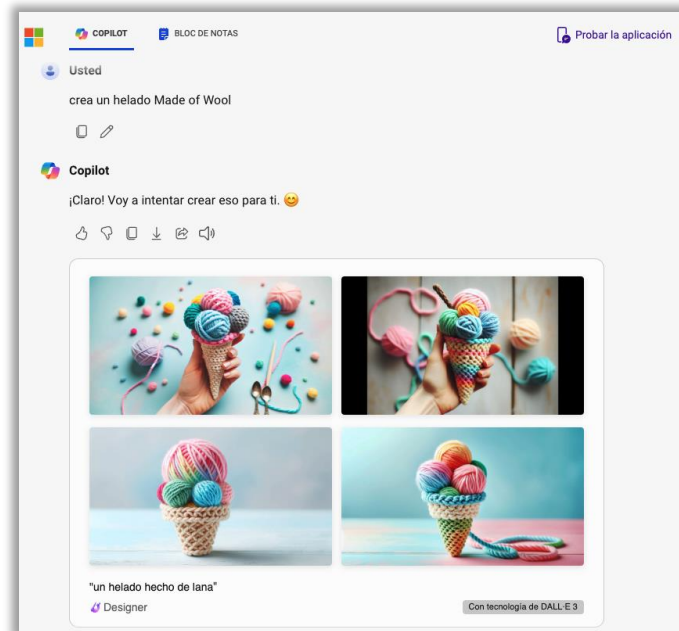 COPILOT
BLOC DE NOTAS
Probar la aplicación
Usted
crea un helado Made of Wool
Copilot
¡Claro! Voy a intentar crear eso para ti. 😊
"un helado hecho de lana"
Designer
Con tecnología de DALL·E 3